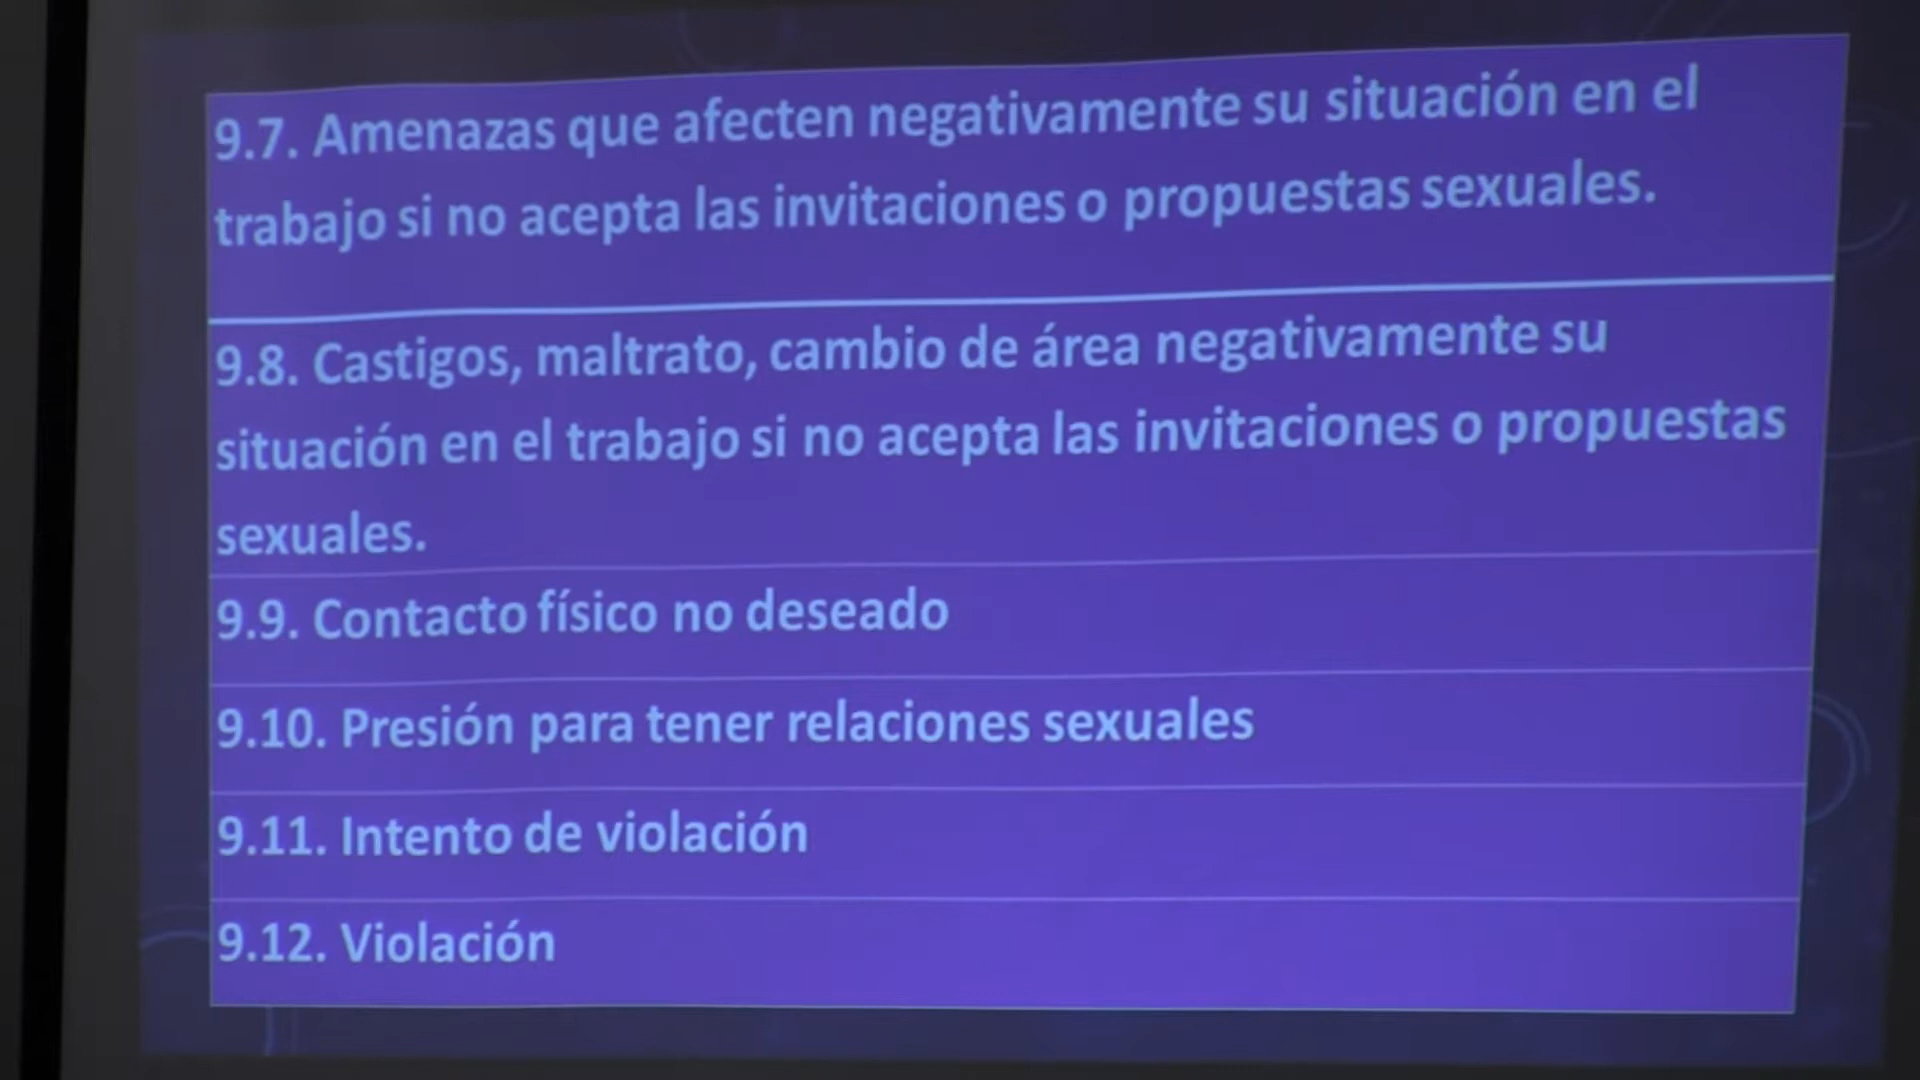 9.7. Amenazas que afecten negativamente su situación en el
trabajo si no acepta las invitaciones o propuestas sexuales.
9.8. Castigos, maltrato, cambio de área negativamente su
situación en el trabajo si no acepta las invitaciones o propuestas
sexuales.
9.9. Contacto físico no deseado
9.10. Presión para tener relaciones sexuales
9.11. Intento de violación
9.12. Violación